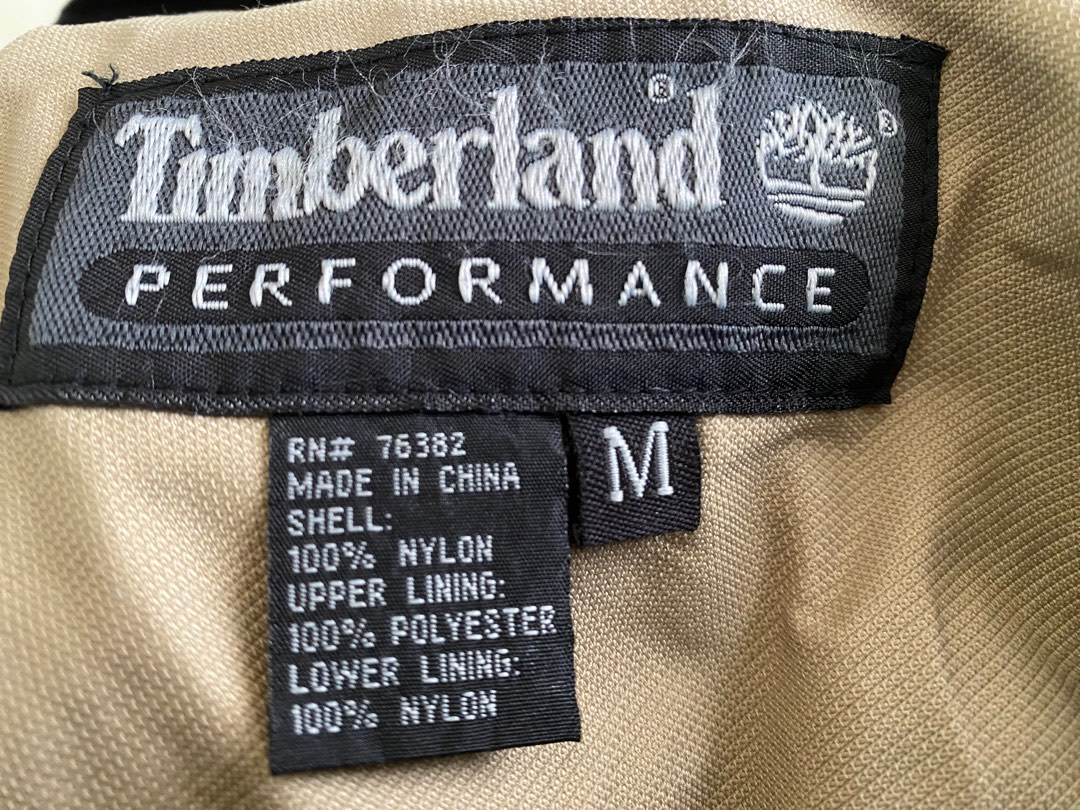 Timberland®
®
PERFORMANCE
M
RN# 76382
MADE IN CHINA
SHELL:
100% NYLON
UPPER LINING:
100% POLYESTER
LOWER LINING:
100% NYLON